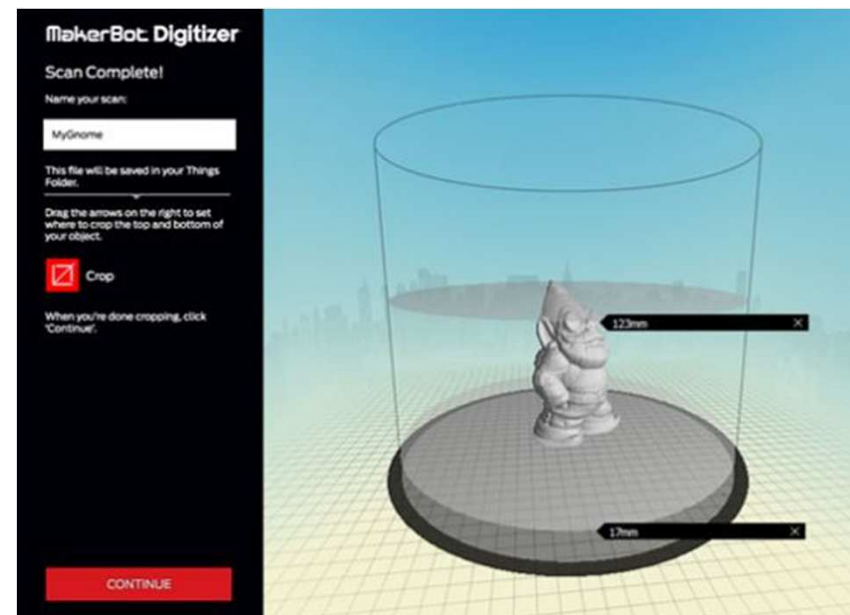 MakerBot Digitizer
Scan Complete!
Name your scan:
MyGnome
This file will be saved in your Things
Folder.
Drag the arrows on the right to set
where to crop the top and bottom of
your object.
Crop
When you're done cropping, click
'Continue'.
CONTINUE
123mm
17mm